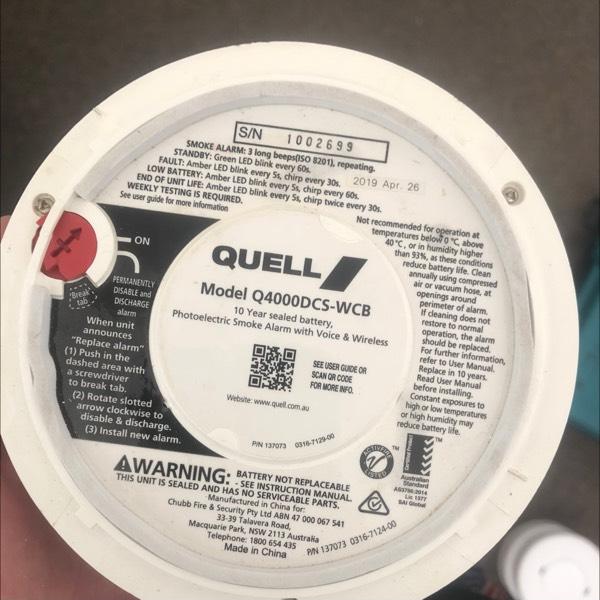 S/N 1002699
SMOKE ALARM: 3 long beeps(ISO 8201), repeating.
STANDBY: Green LED blink every 60s.
FAULT: Amber LED blink every 5s, chirp every 30s.
LOW BATTERY: Amber LED blink every 5s, chirp every 60s.
END OF UNIT LIFE: Amber LED blink every 5s, chirp twice every 30s.
WEEKLY TESTING IS REQUIRED.
See user guide for more information
2019 Apr. 26
ON
PERMANENTLY
DISABLE and
DISCHARGE
alarm
"Break"
tab
When unit
announces
"Replace alarm"
(1) Push in the
dashed area with
a screwdriver
to break tab.
(2) Rotate slotted
arrow clockwise to
disable & discharge.
(3) Install new alarm.
QUELL
Model Q4000DCS-WCB
10 Year sealed battery,
Photoelectric Smoke Alarm with Voice & Wireless
SEE USER GUIDE OR
SCAN QR CODE
FOR MORE INFO.
Website: www.quell.com.au
P/N 137073 0316-7129-00
Not recommended for operation at
temperatures below 0 °C, above
40 °C, or in humidity higher
than 93%, as these conditions
reduce battery life. Clean
annually using compressed
air or vacuum hose, at
openings around
perimeter of alarm.
If cleaning does not
restore to normal
operation, the alarm
should be replaced.
For further information,
refer to User Manual.
Replace in 10 years.
Read User Manual
before installing.
Constant exposures to
high or low temperatures
or high humidity may
reduce battery life.
ACTIVFIRE
TM
Certified Product
TM
Australian
Standard
AS3786:2014
Lic 1577
SAI Global
WARNING: BATTERY NOT REPLACEABLE
- SEE INSTRUCTION MANUAL.
THIS UNIT IS SEALED AND HAS NO SERVICEABLE PARTS.
Manufactured in China for:
Chubb Fire & Security Pty Ltd ABN 47 000 067 541
33-39 Talavera Road,
Macquarie Park, NSW 2113 Australia
Telephone: 1800 654 435
Made in China
P/N 137073 0316-7124-00